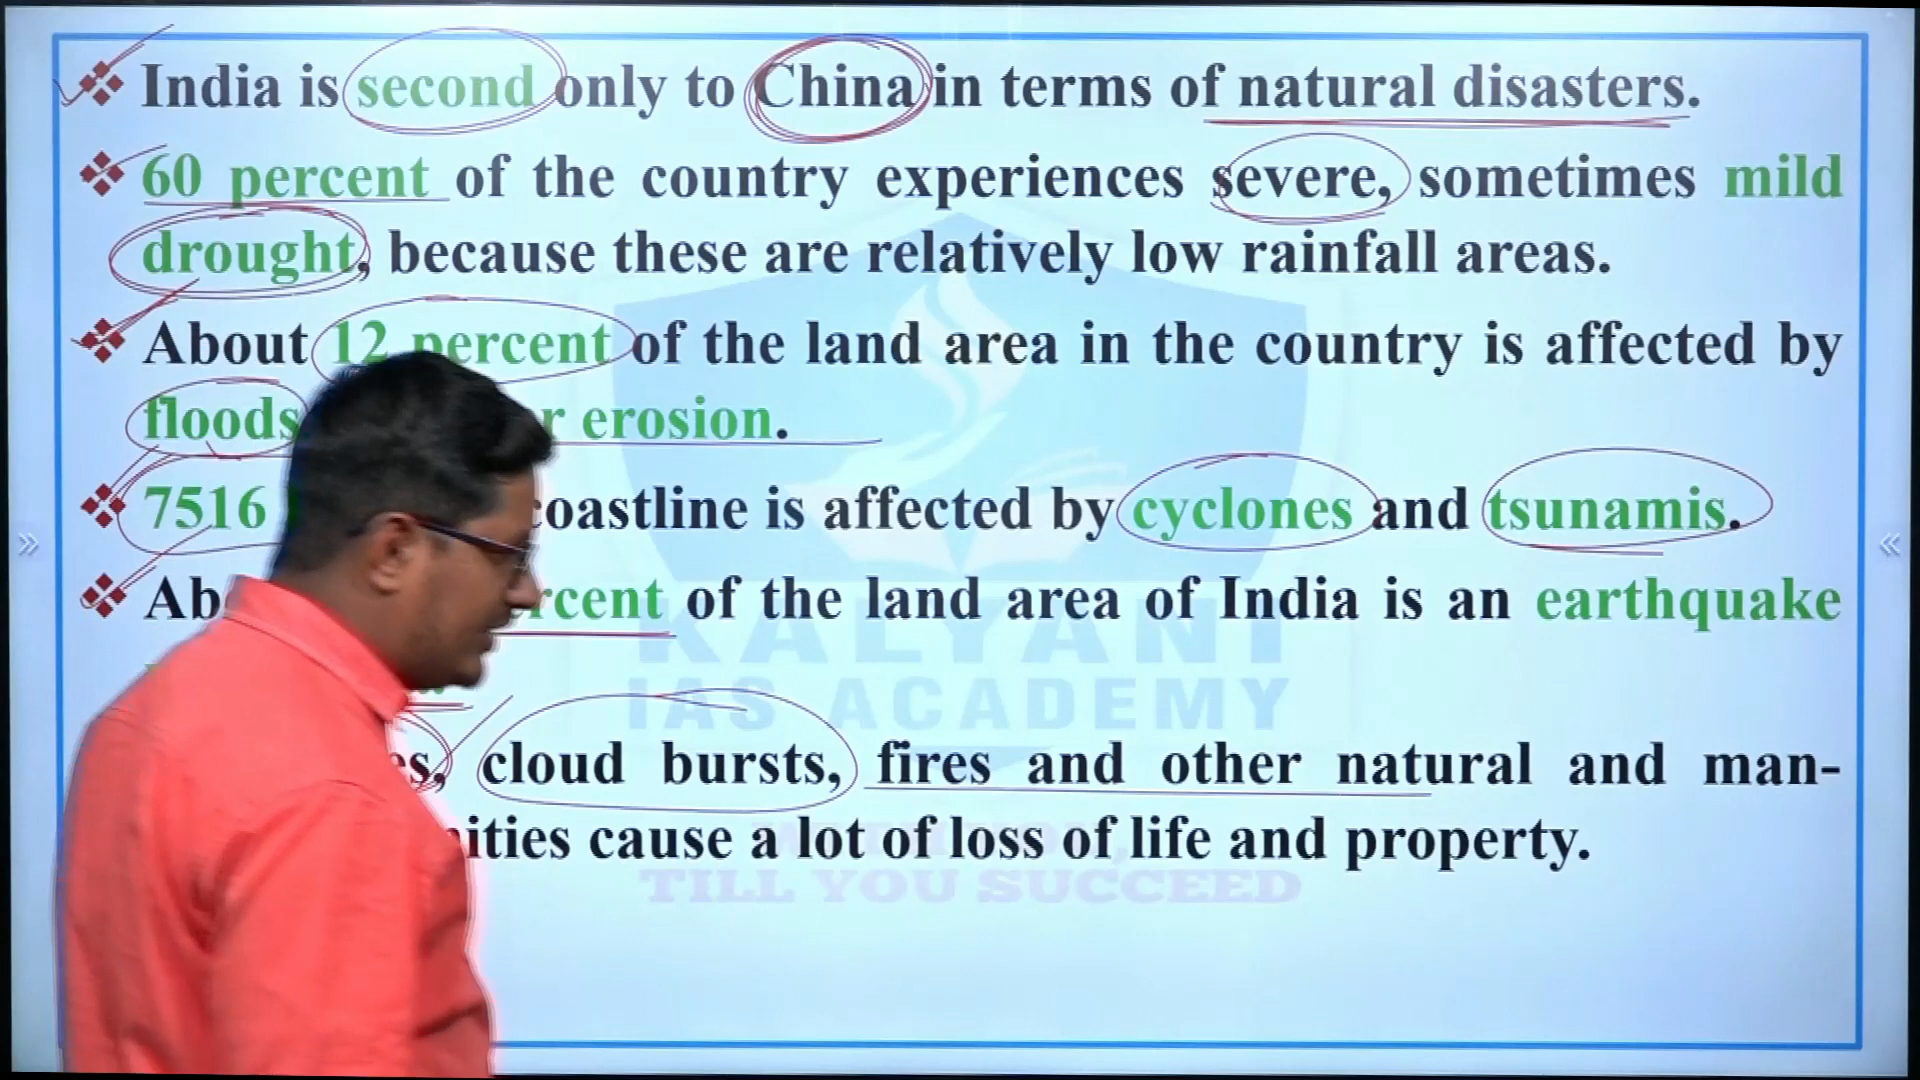 India is second only to China in terms of natural disasters.
60 percent of the country experiences severe, sometimes mild
drought, because these are relatively low rainfall areas.
About 12 percent of the land area in the country is affected by
floods erosion.
7516 coastline is affected by cyclones and tsunamis.
of the land area of India is an earthquake
cloud bursts, fires and other natural and man-
cause a lot of loss of life and property.
KALYANI
IAS ACADEMY
TILL YOU SUCCEED